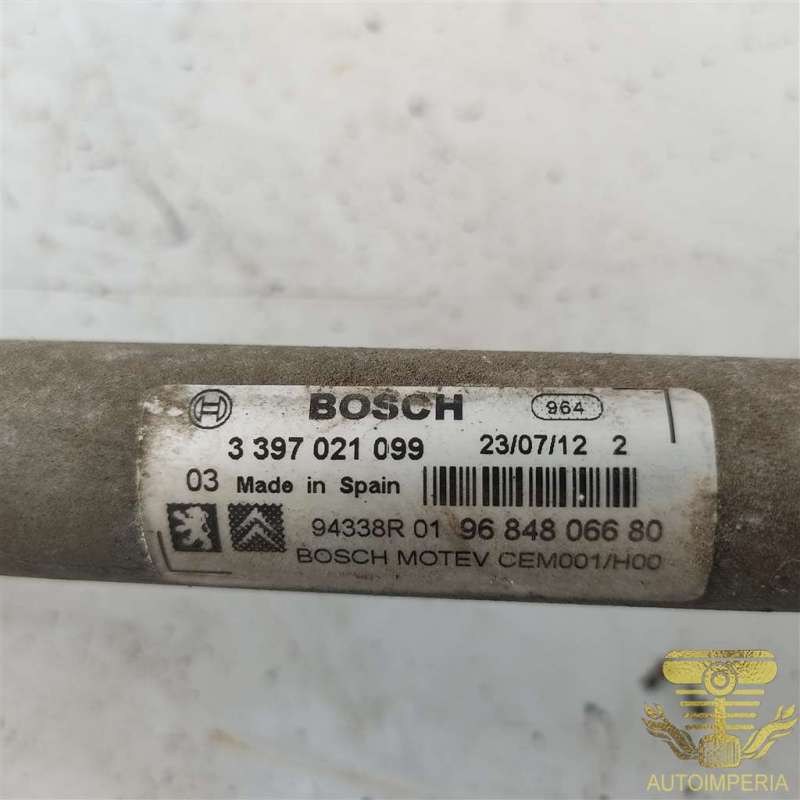 BOSCH 964
3 397 021 099 23/07/12 2
03 Made in Spain
94338R 01 96 848 066 80
BOSCH MOTEV CEM001/H00
AUTOIMPERIA